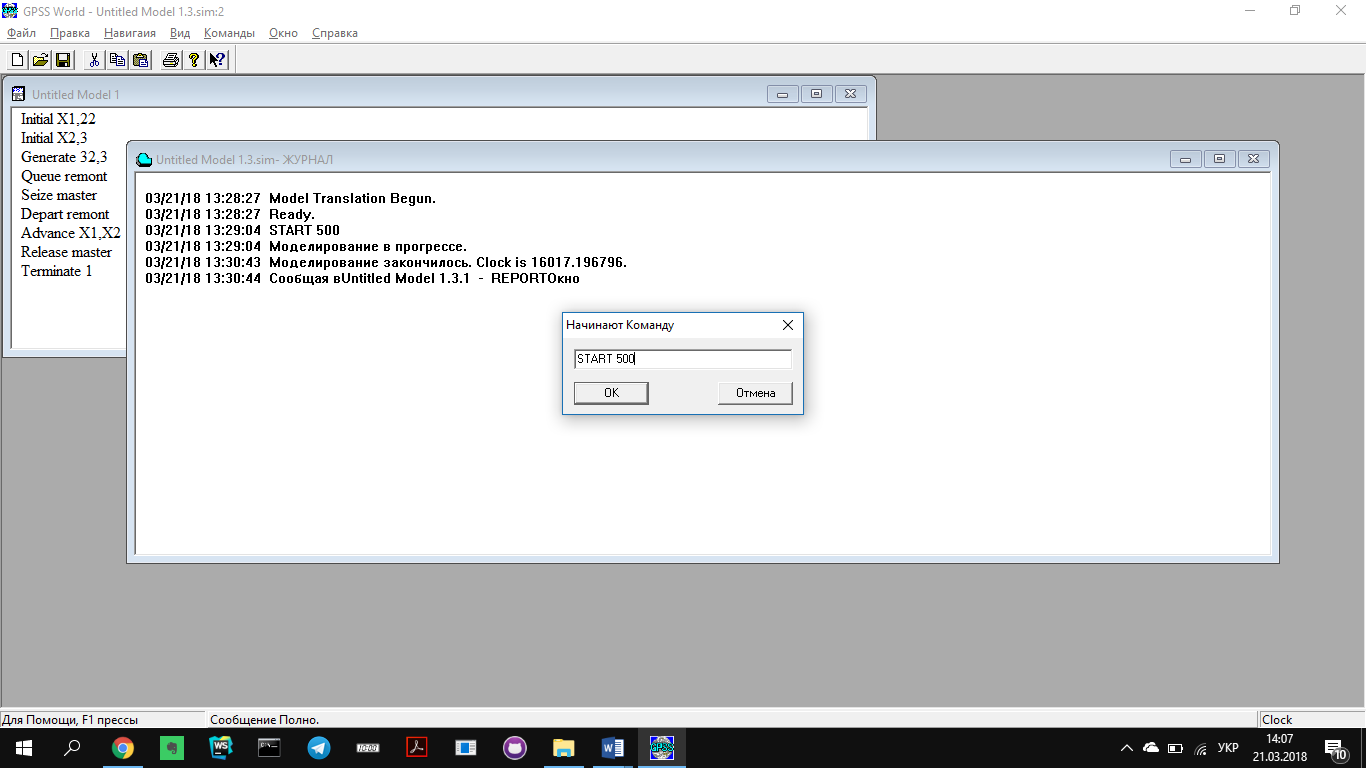 GPSS World - Untitled Model 1.3.sim:2
Файл Правка Навигаия Вид Команды Окно Справка
Untitled Model 1
Initial X1,22
Initial X2,3
Generate 32,3
Queue remont
Seize master
Depart remont
Advance X1,X2
Release master
Terminate 1
Untitled Model 1.3.sim- ЖУРНАЛ
03/21/18 13:28:27 Model Translation Begun.
03/21/18 13:28:27 Ready.
03/21/18 13:29:04 START 500
03/21/18 13:29:04 Моделирование в прогрессе.
03/21/18 13:30:43 Моделирование закончилось. Clock is 16017.196796.
03/21/18 13:30:44 Сообщая вUntitled Model 1.3.1 - REPORTОкно
Начинают Команду
START 500
OK Отмена
Для Помощи, F1 прессы Сообщение Полно. Clock
WS
10:00
W
GPSS
УКР
14:07
21.03.2018
10